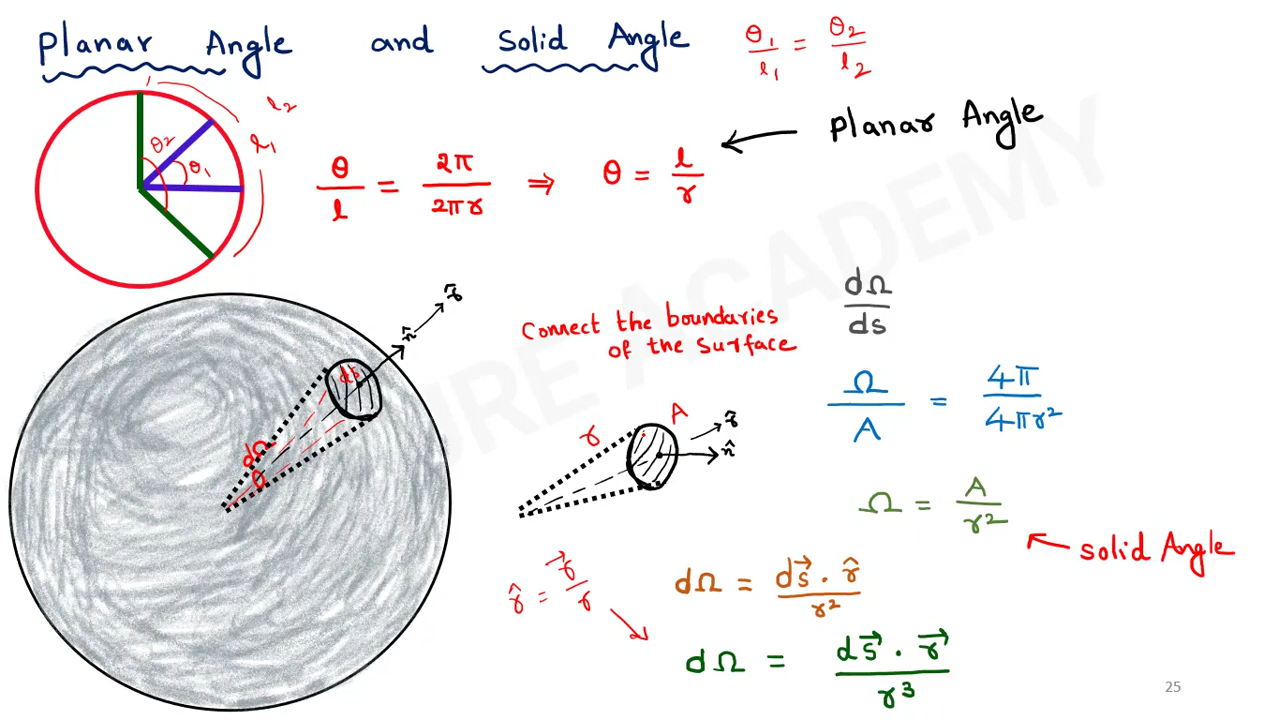 Planar Angle and Solid Angle
θ1/l1 = θ2/l2
l2
l1
θ2
θ1
θ/l = 2π/2πr ⇒ θ = l/r
Planar Angle
r̂
n̂
ds
dΩ
θ
Connect the boundaries
of the surface
dΩ/ds
Ω/A = 4π/4πr²
A
r
r̂
n̂
Ω = A/r²
solid Angle
r̂ = r⃗/r
dΩ = ds⃗ · r̂/r²
dΩ = ds⃗ · r⃗/r³
25
URE ACADEMY